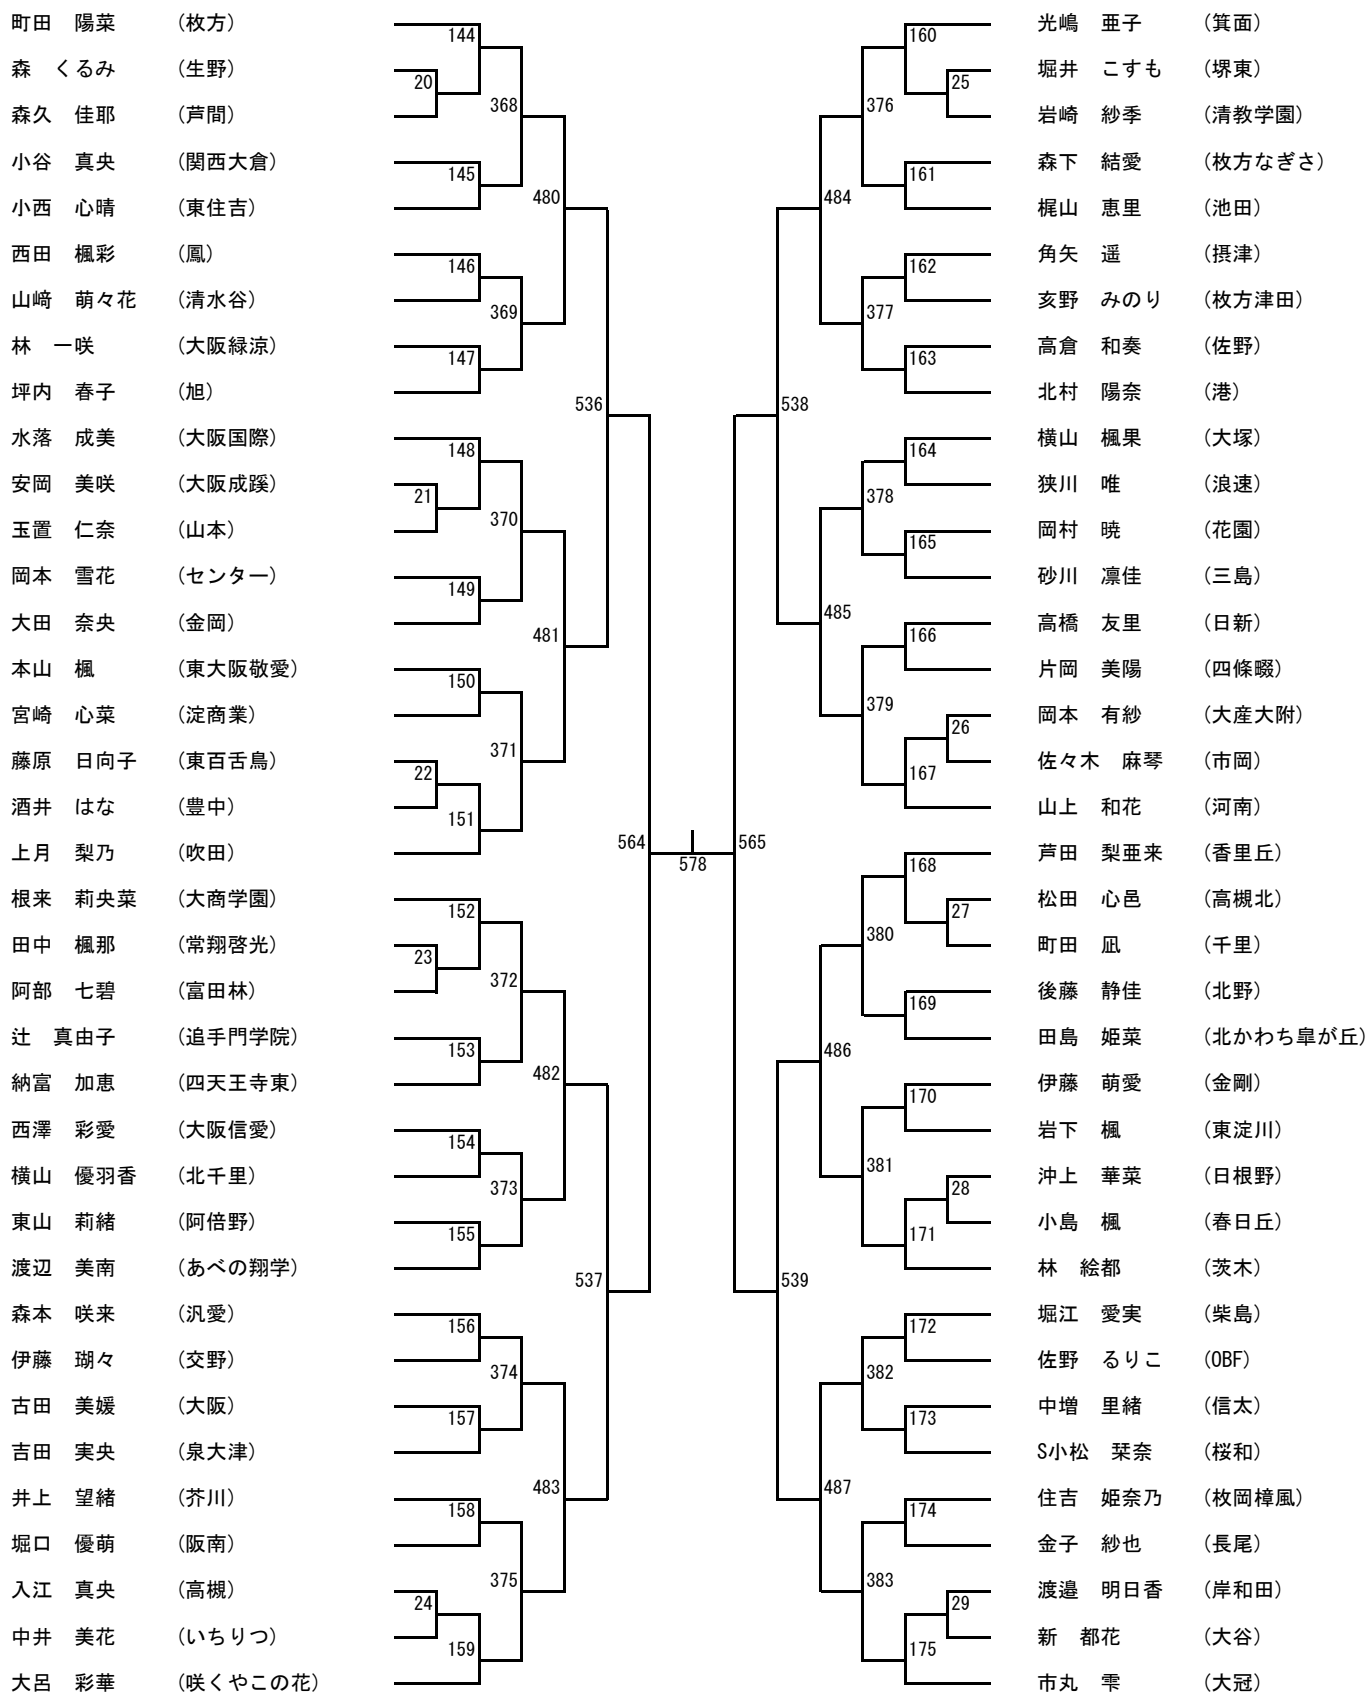 町田　陽菜　（枚方）
森　くるみ　（生野）
森久　佳耶　（芦間）
小谷　真央　（関西大倉）
小西　心晴　（東住吉）
西田　楓彩　（鳳）
山﨑　萌々花　（清水谷）
林　一咲　（大阪緑涼）
坪内　春子　（旭）
水落　成美　（大阪国際）
安岡　美咲　（大阪成蹊）
玉置　仁奈　（山本）
岡本　雪花　（センター）
大田　奈央　（金岡）
本山　楓　（東大阪敬愛）
宮崎　心菜　（淀商業）
藤原　日向子　（東百舌鳥）
酒井　はな　（豊中）
上月　梨乃　（吹田）
根来　莉央菜　（大商学園）
田中　楓那　（常翔啓光）
阿部　七碧　（富田林）
辻　真由子　（追手門学院）
納富　加恵　（四天王寺東）
西澤　彩愛　（大阪信愛）
横山　優羽香　（北千里）
東山　莉緒　（阿倍野）
渡辺　美南　（あべの翔学）
森本　咲来　（汎愛）
伊藤　瑚々　（交野）
古田　美媛　（大阪）
吉田　実央　（泉大津）
井上　望緒　（芥川）
堀口　優萌　（阪南）
入江　真央　（高槻）
中井　美花　（いちりつ）
大呂　彩華　（咲くやこの花）
20
21
22
23
24
144
145
146
147
148
149
150
151
152
153
154
155
156
157
158
159
368
369
370
371
372
373
374
375
480
481
482
483
536
537
564
578
565
538
539
484
485
486
487
376
377
378
379
380
381
382
383
160
161
162
163
164
165
166
167
168
169
170
171
172
173
174
175
25
26
27
28
29
光嶋　亜子　（箕面）
堀井　こすも　（堺東）
岩崎　紗季　（清教学園）
森下　結愛　（枚方なぎさ）
梶山　恵里　（池田）
角矢　遥　（摂津）
亥野　みのり　（枚方津田）
高倉　和奏　（佐野）
北村　陽奈　（港）
横山　楓果　（大塚）
狭川　唯　（浪速）
岡村　暁　（花園）
砂川　凛佳　（三島）
高橋　友里　（日新）
片岡　美陽　（四條畷）
岡本　有紗　（大産大附）
佐々木　麻琴　（市岡）
山上　和花　（河南）
芦田　梨亜来　（香里丘）
松田　心邑　（高槻北）
町田　凪　（千里）
後藤　静佳　（北野）
田島　姫菜　（北かわち皐が丘）
伊藤　萌愛　（金剛）
岩下　楓　（東淀川）
沖上　華菜　（日根野）
小島　楓　（春日丘）
林　絵都　（茨木）
堀江　愛実　（柴島）
佐野　るりこ　（OBF）
中増　里緒　（信太）
S小松　栞奈　（桜和）
住吉　姫奈乃　（枚岡樟風）
金子　紗也　（長尾）
渡邉　明日香　（岸和田）
新　都花　（大谷）
市丸　雫　（大冠）